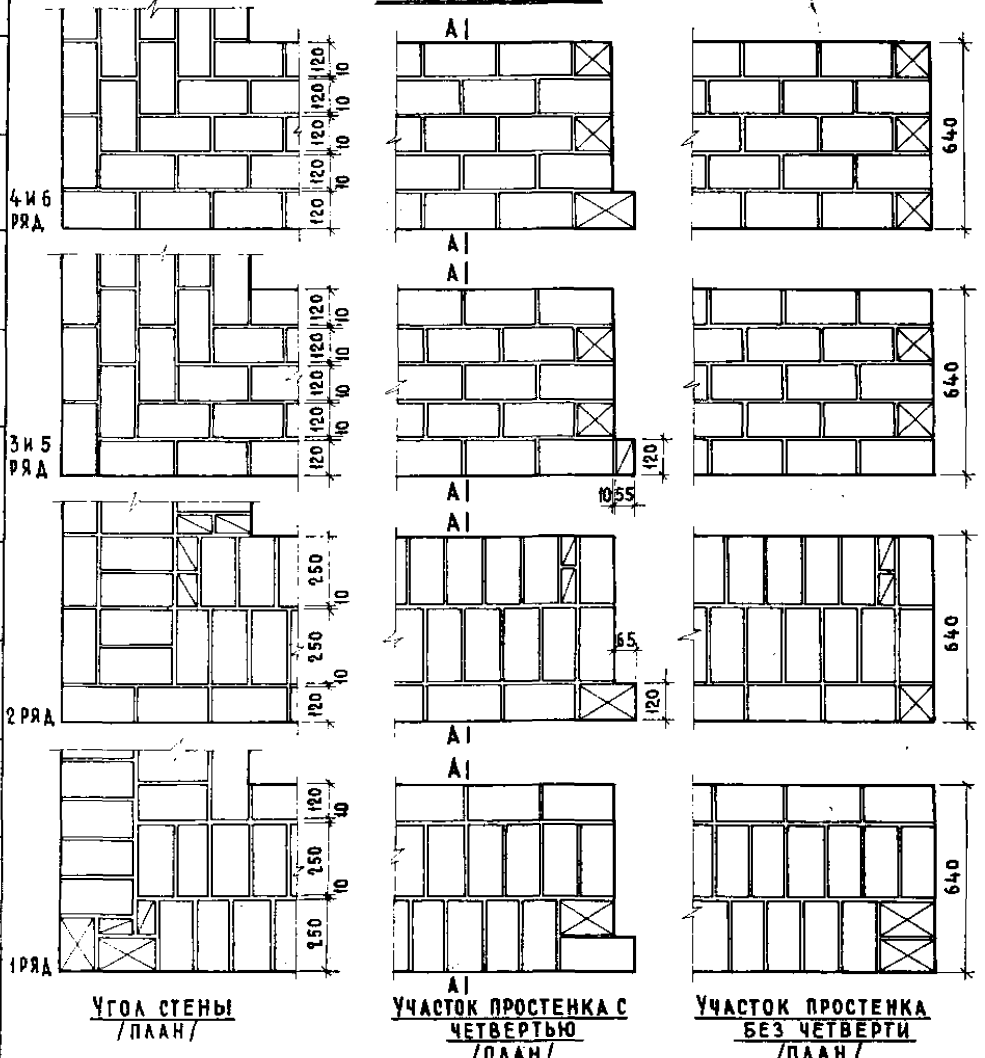 А А
120 10 120 10 120 10 120 10 120
640
4 И 6
РЯД
А
А
120 10 120 10 120 10 120 10 120
120
10 55
640
3 И 5
РЯД
А
А
250 10 250 10 120
65
120
640
2 РЯД
А
А
120 10 250 10 250
640
1 РЯД
А
УГОЛ СТЕНЫ
/ПЛАН/
УЧАСТОК ПРОСТЕНКА С
ЧЕТВЕРТЬЮ
/ПЛАН/
УЧАСТОК ПРОСТЕНКА
БЕЗ ЧЕТВЕРТИ
/ПЛАН/